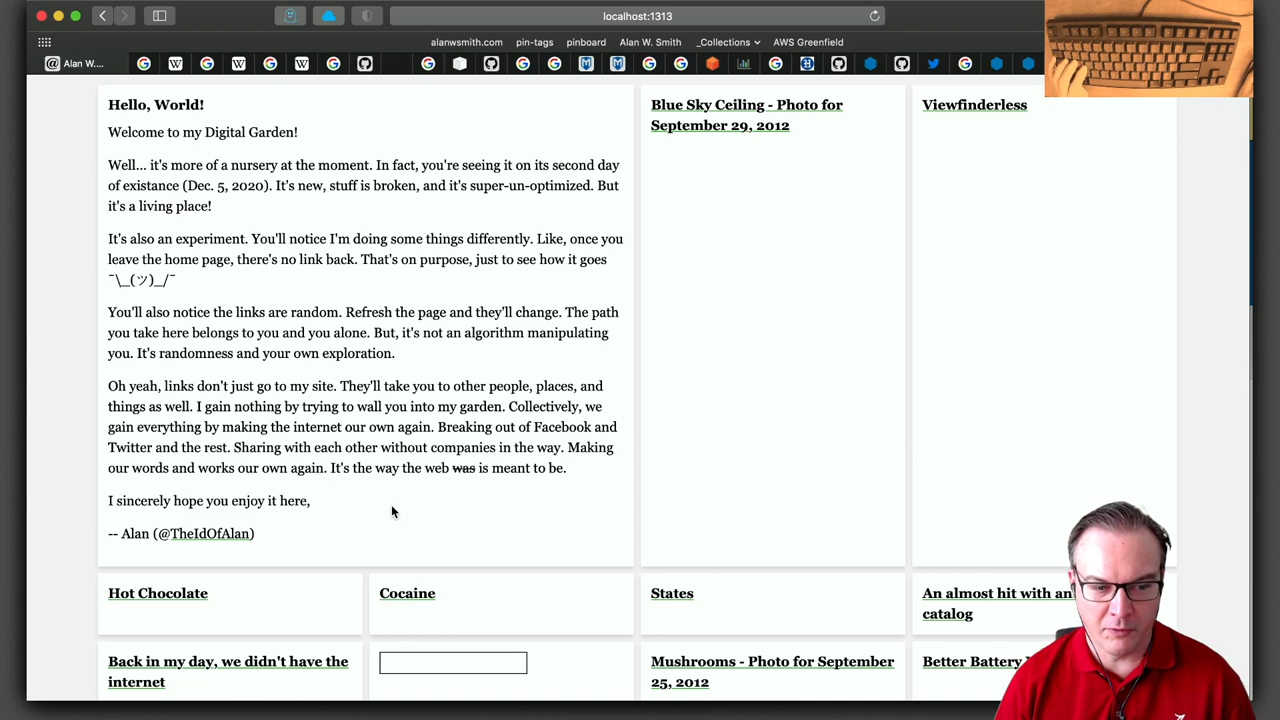 localhost:1313
alanwsmith.com pin-tags pinboard Alan W. Smith _Collections AWS Greenfield
Alan W....
Hello, World!
Welcome to my Digital Garden!
Well... it's more of a nursery at the moment. In fact, you're seeing it on its second day
of existance (Dec. 5, 2020). It's new, stuff is broken, and it's super-un-optimized. But
it's a living place!
It's also an experiment. You'll notice I'm doing some things differently. Like, once you
leave the home page, there's no link back. That's on purpose, just to see how it goes
¯\_(ツ)_/¯
You'll also notice the links are random. Refresh the page and they'll change. The path
you take here belongs to you and you alone. But, it's not an algorithm manipulating
you. It's randomness and your own exploration.
Oh yeah, links don't just go to my site. They'll take you to other people, places, and
things as well. I gain nothing by trying to wall you into my garden. Collectively, we
gain everything by making the internet our own again. Breaking out of Facebook and
Twitter and the rest. Sharing with each other without companies in the way. Making
our words and works our own again. It's the way the web was is meant to be.
I sincerely hope you enjoy it here,
-- Alan (@TheIdOfAlan)
Blue Sky Ceiling - Photo for
September 29, 2012
Viewfinderless
Hot Chocolate
Cocaine
States
An almost hit with an
catalog
Back in my day, we didn't have the
internet
Mushrooms - Photo for September
25, 2012
Better Battery